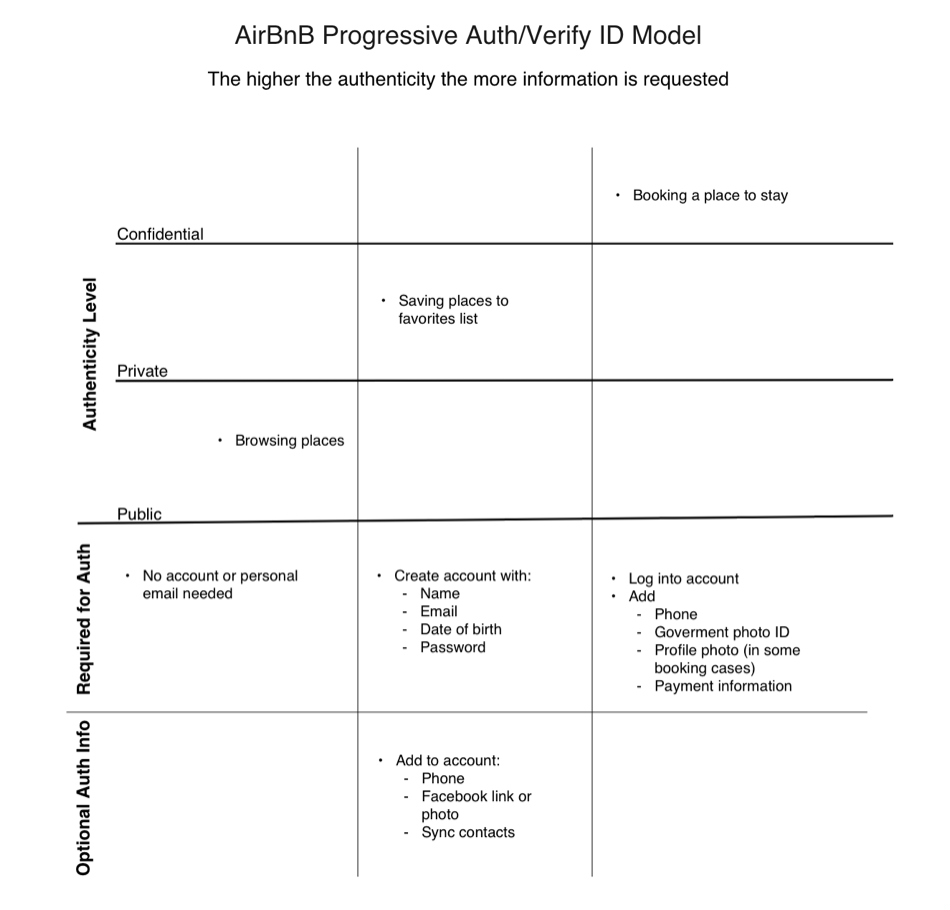 AirBnB Progressive Auth/Verify ID Model
The higher the authenticity the more information is requested
• Booking a place to stay
Confidential
Authenticity Level
• Saving places to
favorites list
Private
• Browsing places
Public
Required for Auth
• No account or personal
email needed
• Create account with:
- Name
- Email
- Date of birth
- Password
• Log into account
• Add
- Phone
- Goverment photo ID
- Profile photo (in some
booking cases)
- Payment information
Optional Auth Info
• Add to account:
- Phone
- Facebook link or
photo
- Sync contacts